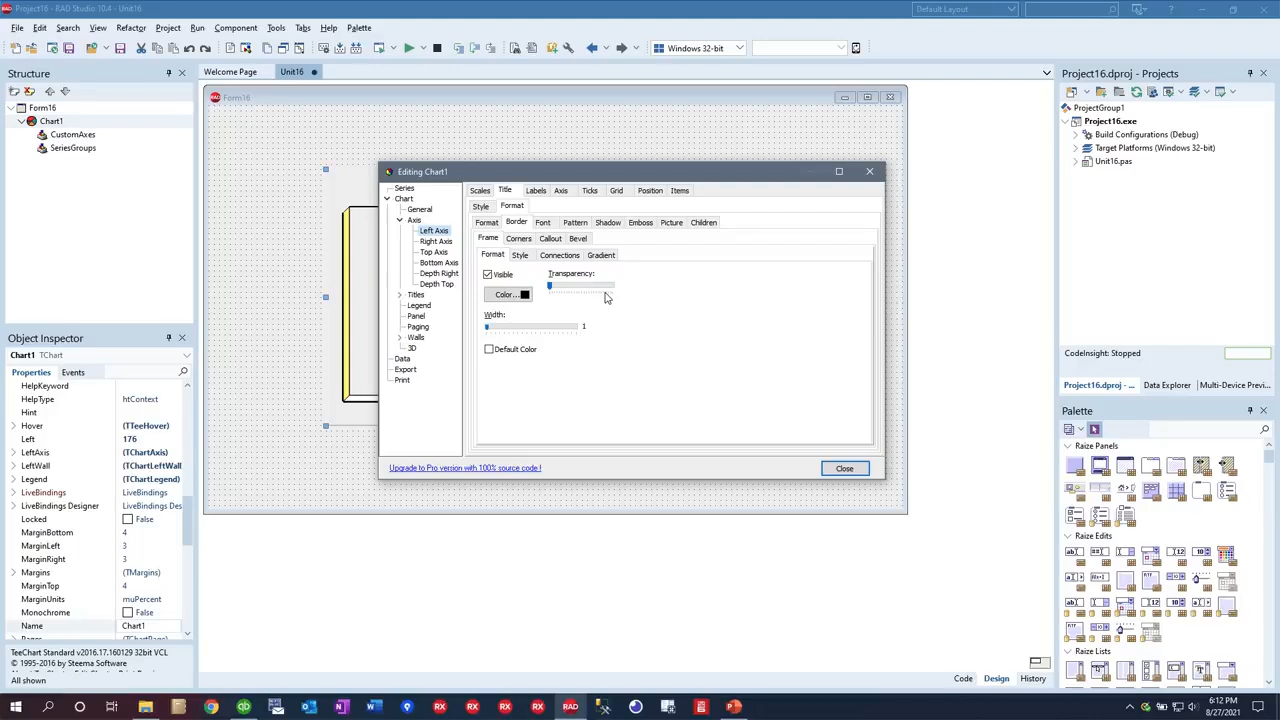 Project16 - RAD Studio 10.4 - Unit16
Default Layout
File Edit Search View Refactor Project Run Component Tools Tabs Help Palette
Windows 32-bit
Structure
Form16
Chart1
CustomAxes
SeriesGroups
Object Inspector
Chart1 TChart
Properties Events
HelpKeyword
HelpType htContext
Hint
Hover (TTeeHover)
Left 176
LeftAxis (TChartAxis)
LeftWall (TChartLeftWall
Legend (TChartLegend)
LiveBindings LiveBindings
LiveBindings Designer LiveBindings Des
Locked False
MarginBottom 4
MarginLeft 3
MarginRight 3
Margins (TMargins)
MarginTop 4
MarginUnits muPercent
Monochrome False
Name Chart1
Pages (TChartPage)
TeeChart Standard v2016.17.160129 32bit VCL
© 1995-2016 by Steema Software
All shown
Welcome Page Unit16
Form16
Editing Chart1
Series
Chart
General
Axis
Left Axis
Right Axis
Top Axis
Bottom Axis
Depth Right
Depth Top
Titles
Legend
Panel
Paging
Walls
3D
Data
Export
Print
Scales Title Labels Axis Ticks Grid Position Items
Style Format
Format Border Font Pattern Shadow Emboss Picture Children
Frame Corners Callout Bevel
Format Style Connections Gradient
Visible
Transparency:
Color...
Width:
1
Default Color
Upgrade to Pro version with 100% source code !
Close
Code Design History
Project16.dproj - Projects
ProjectGroup1
Project16.exe
Build Configurations (Debug)
Target Platforms (Windows 32-bit)
Unit16.pas
CodeInsight: Stopped
Project16.dproj - ... Data Explorer Multi-Device Previ...
Palette
Raize Panels
Raize Edits
Raize Lists
6:12 PM
8/27/2021